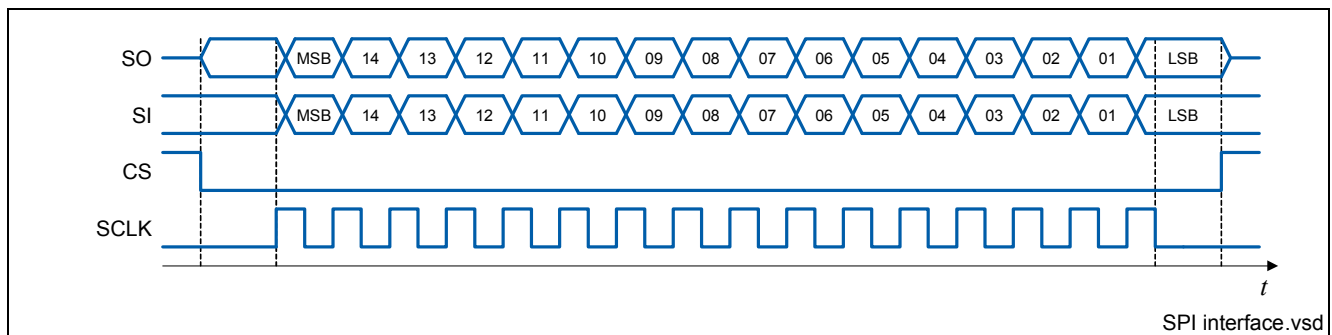 SO MSB 14 13 12 11 10 09 08 07 06 05 04 03 02 01 LSB
SI MSB 14 13 12 11 10 09 08 07 06 05 04 03 02 01 LSB
CS
SCLK
t
SPI interface.vsd